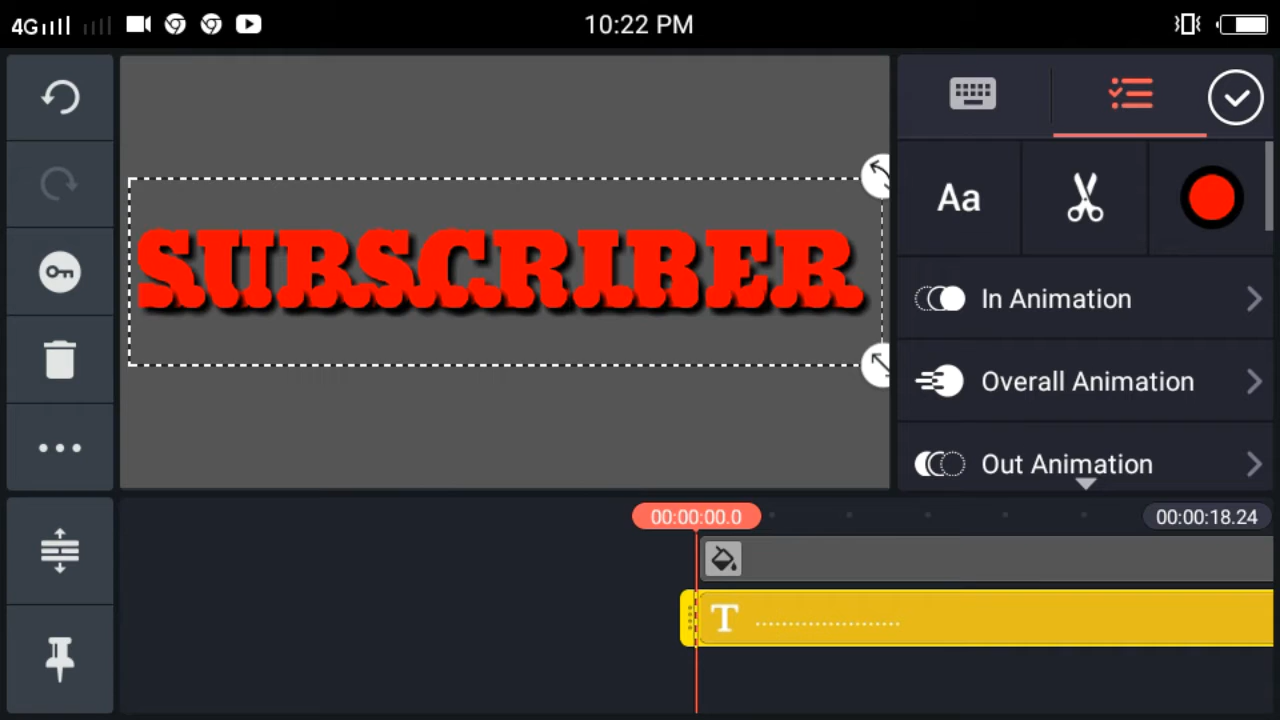 4G 10:22 PM
SUBSCRIBER
Aa
In Animation
Overall Animation
Out Animation
00:00:00.0
00:00:18.24
T ......................